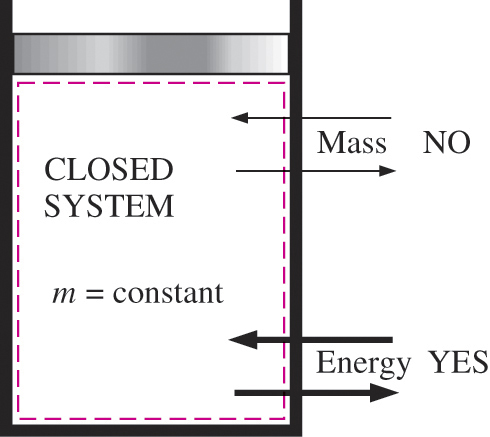 Mass NO
CLOSED
SYSTEM
m = constant
Energy YES